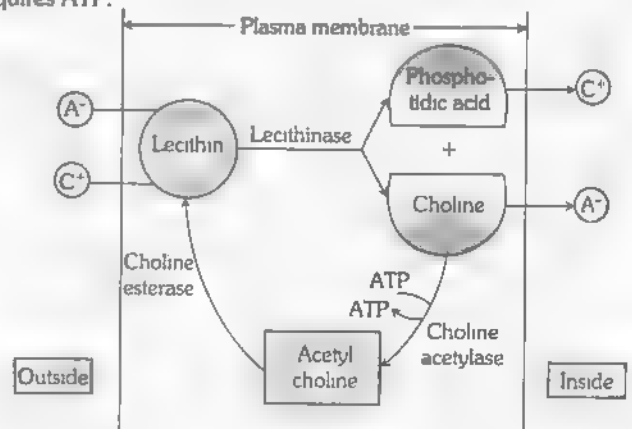 quires ATP.
Plasma membrane
Phospho-
tidic acid
C⁺
A⁻
Lecithin
Lecithinase
+
C⁺
Choline
A⁻
Choline
esterase
ATP
ATP
Choline
acetylase
Acetyl
choline
Outside
Inside